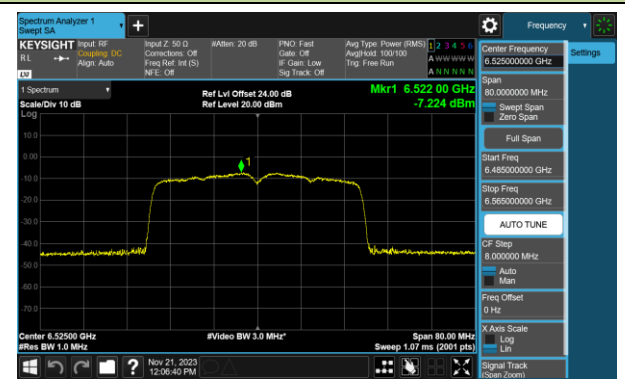 Spectrum Analyzer 1
Swept SA
Frequency
KEYSIGHT
RL
Input: RF
Coupling: DC
Align: Auto
Input Z: 50 Ω
Corrections: Off
Freq Ref: Int (S)
NFE: Off
#Atten: 20 dB
PNO: Fast
Gate: Off
IF Gain: Low
Sig Track: Off
Avg Type: Power (RMS)
Avg|Hold: 100/100
Trig: Free Run
1 2 3 4 5 6
A W W W W W
A N N N N N
1 Spectrum
Scale/Div 10 dB
Log
Ref Lvl Offset 24.00 dB
Ref Level 20.00 dBm
Mkr1 6.522 00 GHz
-7.224 dBm
10.0
0.00
-10.0
-20.0
-30.0
-40.0
-50.0
-60.0
-70.0
1
Center 6.52500 GHz
#Res BW 1.0 MHz
#Video BW 3.0 MHz*
Span 80.00 MHz
Sweep 1.07 ms (2001 pts)
Nov 21, 2023
12:06:40 PM
Center Frequency
6.525000000 GHz
Settings
Span
80.0000000 MHz
Swept Span
Zero Span
Full Span
Start Freq
6.485000000 GHz
Stop Freq
6.565000000 GHz
AUTO TUNE
CF Step
8.000000 MHz
Auto
Man
Freq Offset
0 Hz
X Axis Scale
Log
Lin
Signal Track
(Span Zoom)